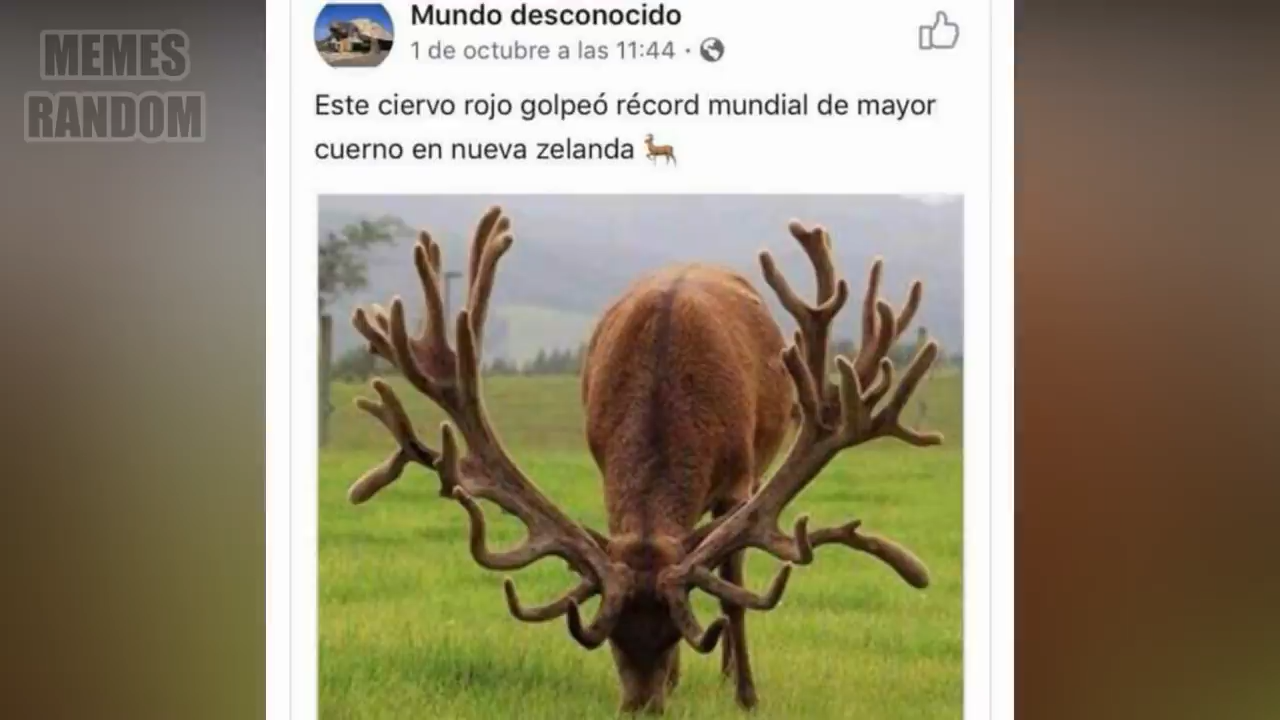 MEMES
RANDOM
Mundo desconocido
1 de octubre a las 11:44 ·
Este ciervo rojo golpeó récord mundial de mayor
cuerno en nueva zelanda 🦌